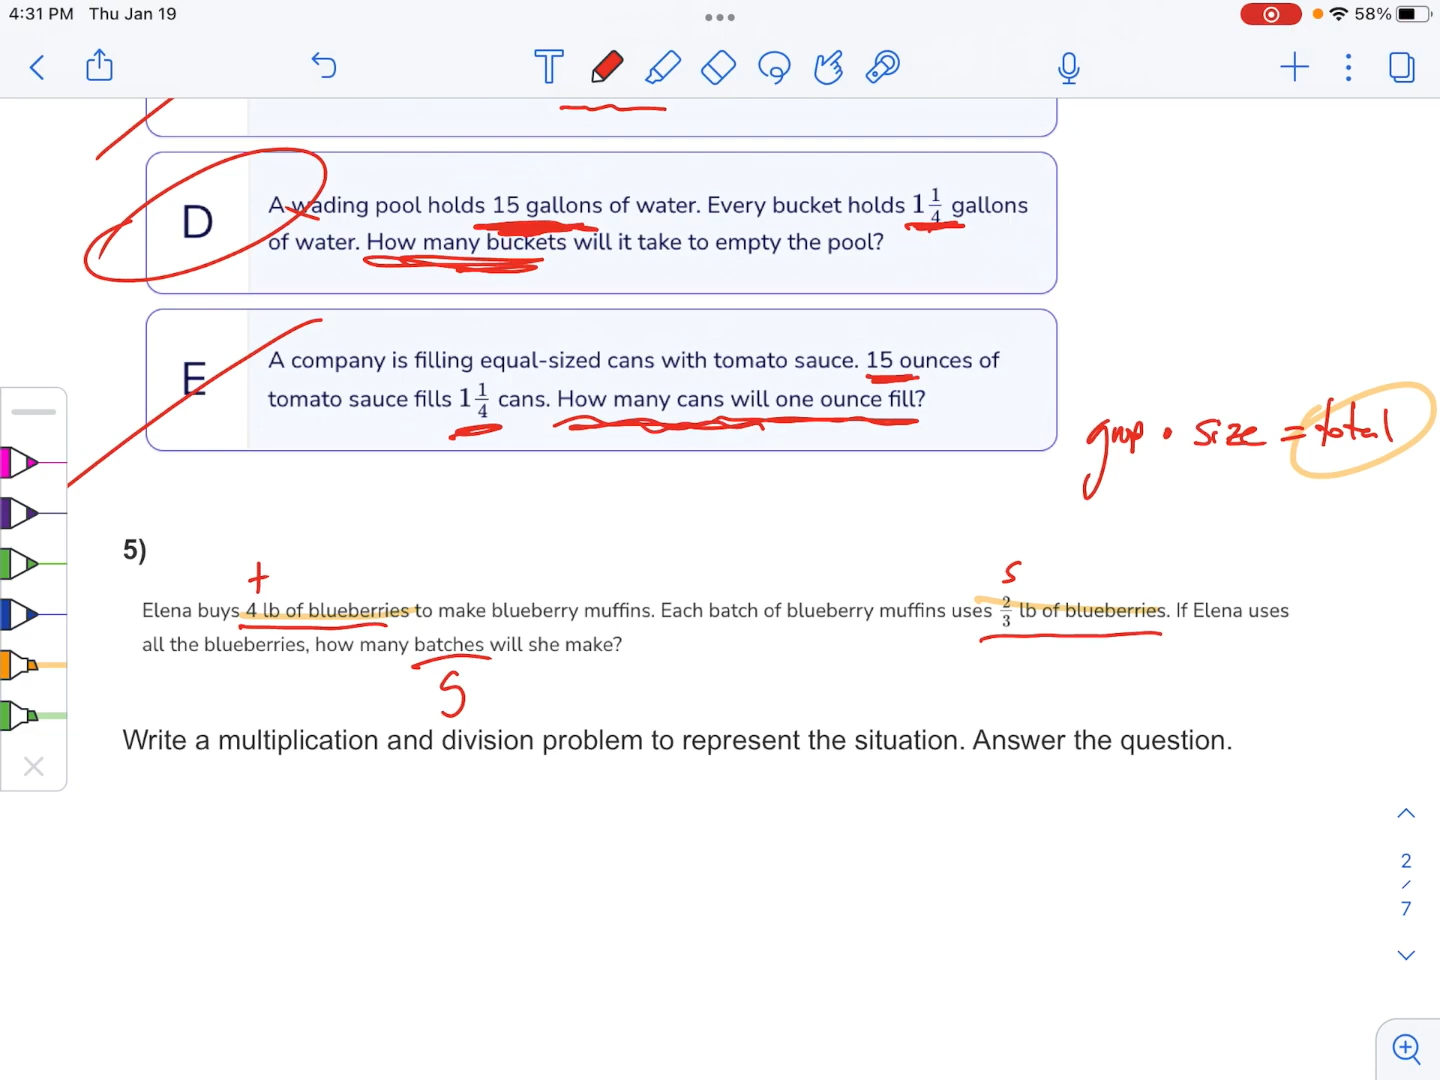 4:31 PM Thu Jan 19
58%
D
A wading pool holds 15 gallons of water. Every bucket holds 1 1/4 gallons
of water. How many buckets will it take to empty the pool?
E
A company is filling equal-sized cans with tomato sauce. 15 ounces of
tomato sauce fills 1 1/4 cans. How many cans will one ounce fill?
group • size = total
5)
t
s
Elena buys 4 lb of blueberries to make blueberry muffins. Each batch of blueberry muffins uses 2/3 lb of blueberries. If Elena uses
all the blueberries, how many batches will she make?
Write a multiplication and division problem to represent the situation. Answer the question.
2
/
7